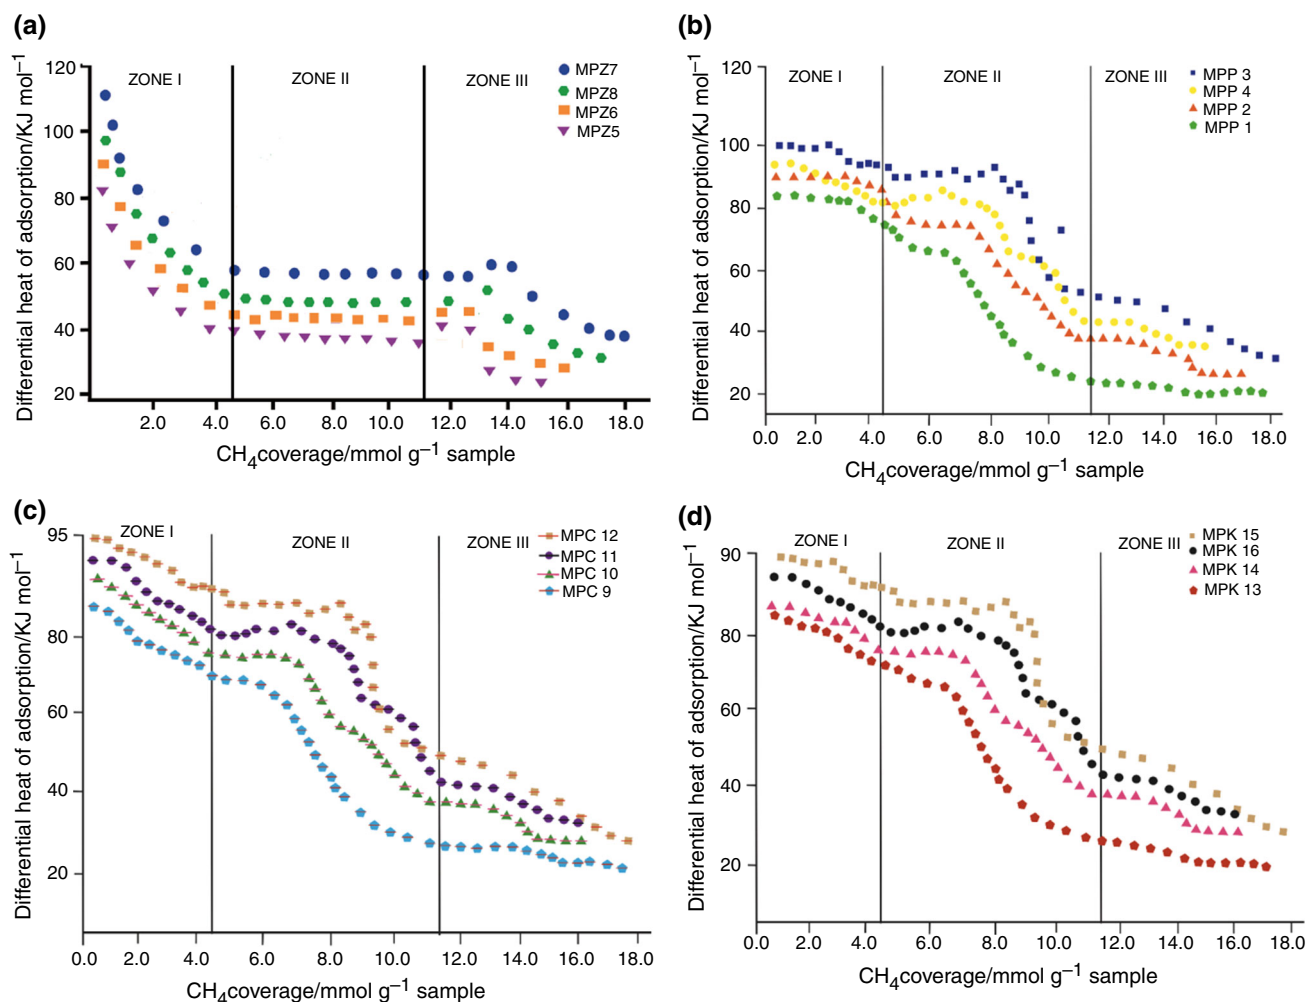 (a)
Differential heat of adsorption/KJ mol–1
120
100
80
60
40
20
ZONE I
ZONE II
ZONE III
MPZ7
MPZ8
MPZ6
MPZ5
2.0 4.0 6.0 8.0 10.0 12.0 14.0 16.0 18.0
CH4coverage/mmol g–1 sample
(b)
Differential heat of adsorption/KJ mol–1
120
100
80
60
40
20
ZONE I
ZONE II
ZONE III
MPP 3
MPP 4
MPP 2
MPP 1
0.0 2.0 4.0 6.0 8.0 10.0 12.0 14.0 16.0 18.0
CH4coverage/mmol g–1 sample
(c)
Differential heat of adsorption/KJ mol–1
95
80
60
40
20
ZONE I
ZONE II
ZONE III
MPC 12
MPC 11
MPC 10
MPC 9
0.0 2.0 4.0 6.0 8.0 10.0 12.0 14.0 16.0 18.0
CH4coverage/mmol g–1 sample
(d)
Differential heat of adsorption/KJ mol–1
90
80
60
40
20
ZONE I
ZONE II
ZONE III
MPK 15
MPK 16
MPK 14
MPK 13
0.0 2.0 4.0 6.0 8.0 10.0 12.0 14.0 16.0 18.0
CH4coverage/mmol g–1 sample